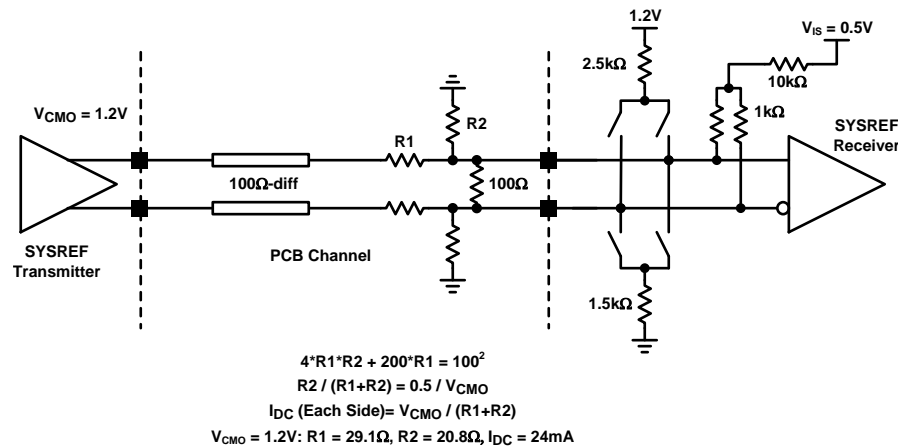 1.2V
V_IS = 0.5V
2.5kΩ
10kΩ
V_CMO = 1.2V
R2
R1
1kΩ
SYSREF
Receiver
100Ω-diff
100Ω
SYSREF
Transmitter
PCB Channel
1.5kΩ
4*R1*R2 + 200*R1 = 100²
R2 / (R1+R2) = 0.5 / V_CMO
I_DC (Each Side)= V_CMO / (R1+R2)
V_CMO = 1.2V: R1 = 29.1Ω, R2 = 20.8Ω, I_DC = 24mA